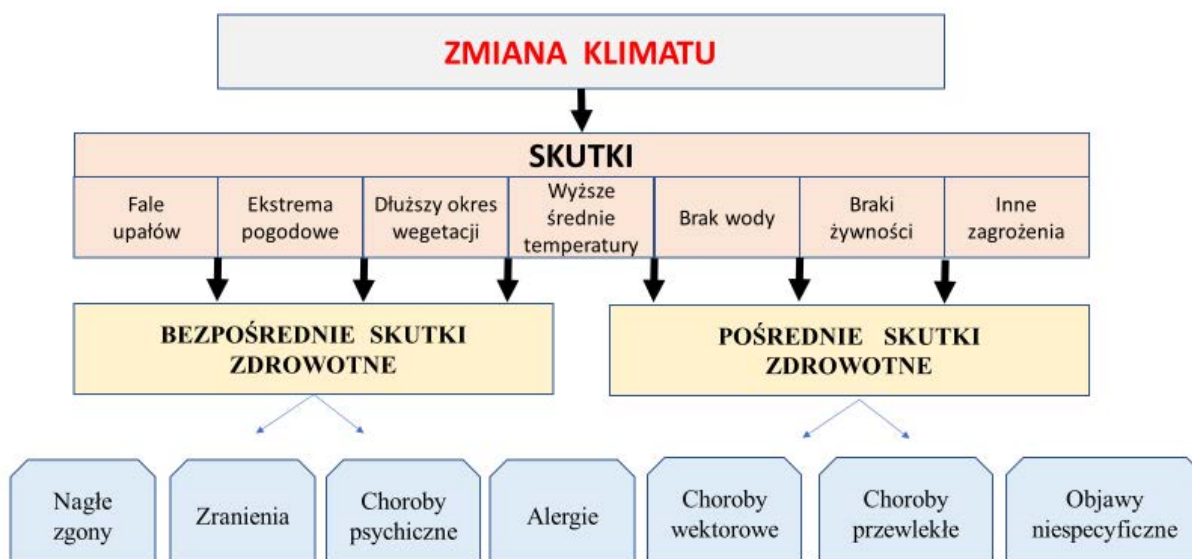 ZMIANA KLIMATU
SKUTKI
Fale
upałów
Ekstrema
pogodowe
Dłuższy okres
wegetacji
Wyższe
średnie
temperatury
Brak wody
Braki
żywności
Inne
zagrożenia
BEZPOŚREDNIE SKUTKI
ZDROWOTNE
POŚREDNIE SKUTKI
ZDROWOTNE
Nagłe
zgony
Zranienia
Choroby
psychiczne
Alergie
Choroby
wektorowe
Choroby
przewlekłe
Objawy
niespecyficzne